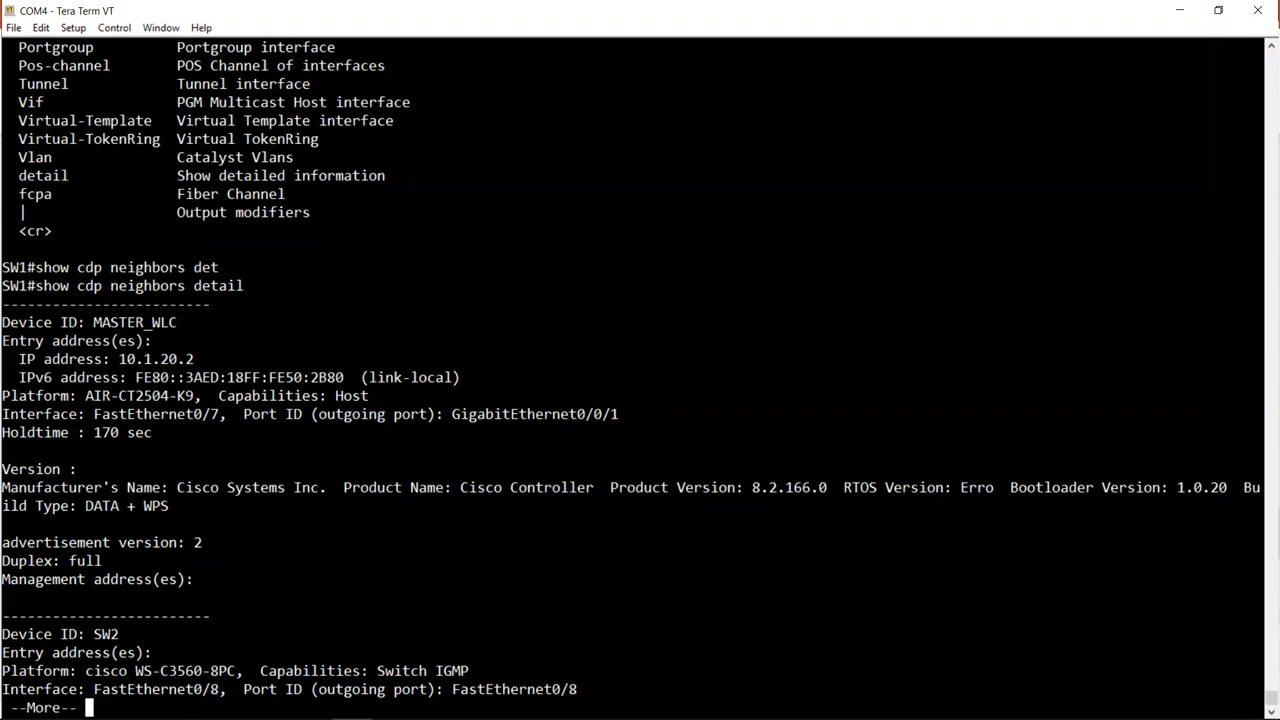 COM4 - Tera Term VT
File Edit Setup Control Window Help
Portgroup Portgroup interface
Pos-channel POS Channel of interfaces
Tunnel Tunnel interface
Vif PGM Multicast Host interface
Virtual-Template Virtual Template interface
Virtual-TokenRing Virtual TokenRing
Vlan Catalyst Vlans
detail Show detailed information
fcpa Fiber Channel
| Output modifiers
<cr>
SW1#show cdp neighbors det
SW1#show cdp neighbors detail
-------------------------
Device ID: MASTER_WLC
Entry address(es):
IP address: 10.1.20.2
IPv6 address: FE80::3AED:18FF:FE50:2B80 (link-local)
Platform: AIR-CT2504-K9, Capabilities: Host
Interface: FastEthernet0/7, Port ID (outgoing port): GigabitEthernet0/0/1
Holdtime : 170 sec
Version :
Manufacturer's Name: Cisco Systems Inc. Product Name: Cisco Controller Product Version: 8.2.166.0 RTOS Version: Erro Bootloader Version: 1.0.20 Bu
ild Type: DATA + WPS
advertisement version: 2
Duplex: full
Management address(es):
-------------------------
Device ID: SW2
Entry address(es):
Platform: cisco WS-C3560-8PC, Capabilities: Switch IGMP
Interface: FastEthernet0/8, Port ID (outgoing port): FastEthernet0/8
--More--